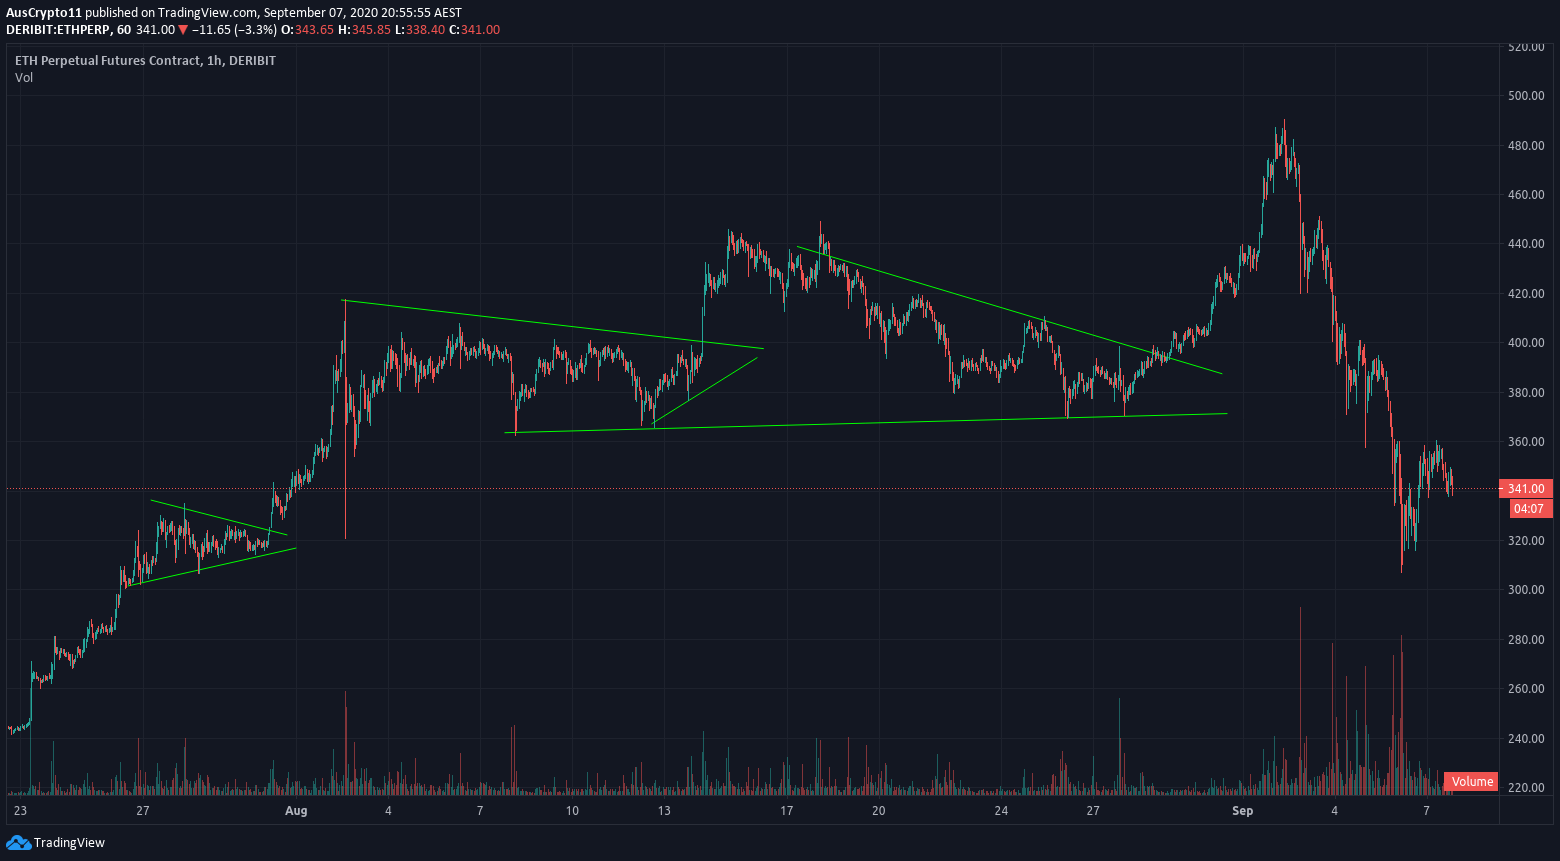 AusCrypto11 published on TradingView.com, September 07, 2020 20:55:55 AEST
DERIBIT:ETHPERP, 60 341.00 ▼ −11.65 (−3.3%) O:343.65 H:345.85 L:338.40 C:341.00
ETH Perpetual Futures Contract, 1h, DERIBIT
Vol
520.00
500.00
480.00
460.00
440.00
420.00
400.00
380.00
360.00
341.00
04:07
320.00
300.00
280.00
260.00
240.00
Volume
220.00
23 27 Aug 4 7 10 13 17 20 24 27 Sep 4 7
TradingView